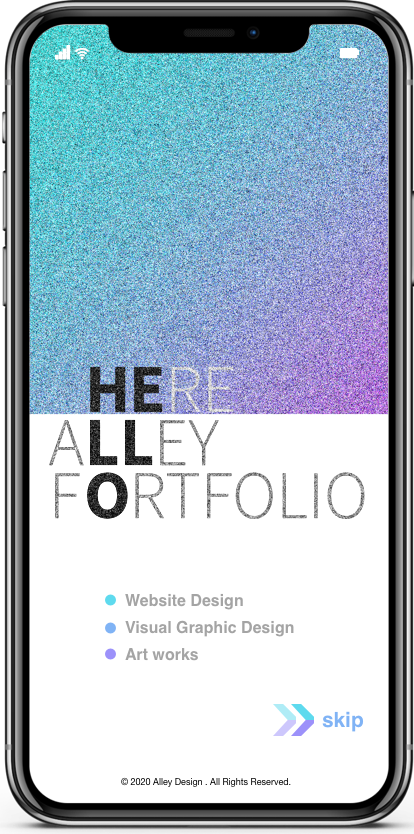 HERE
ALLEY
FORTFOLIO
Website Design
Visual Graphic Design
Art works
skip
© 2020 Alley Design . All Rights Reserved.